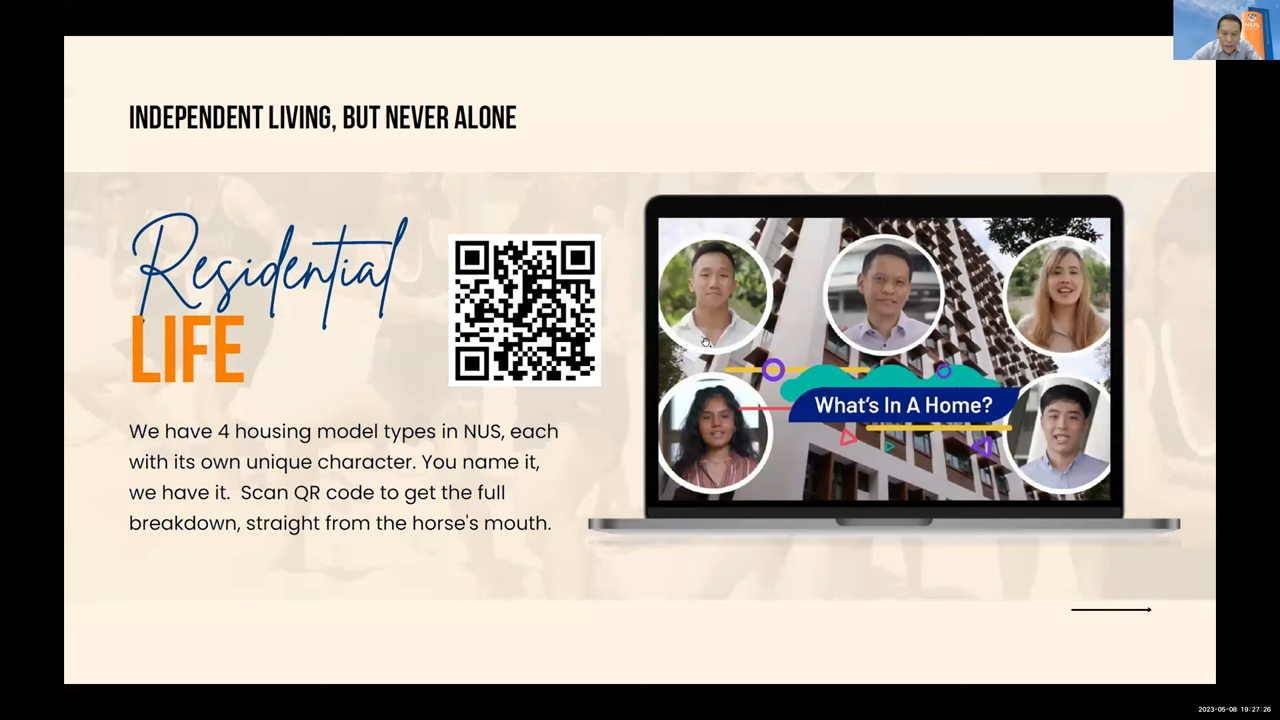 NUS
INDEPENDENT LIVING, BUT NEVER ALONE
Residential
LIFE
We have 4 housing model types in NUS, each
with its own unique character. You name it,
we have it.  Scan QR code to get the full
breakdown, straight from the horse's mouth.
What's In A Home?
2023-05-08 19:27:26